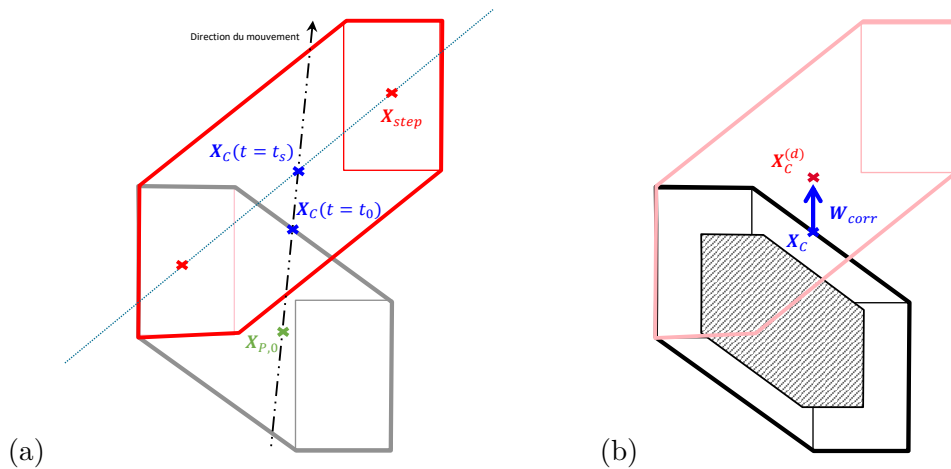 Direction du mouvement
X_step
X_C(t = t_s)
X_C(t = t_0)
X_P,0
(a)
X_C^(d)
W_corr
X_C
(b)